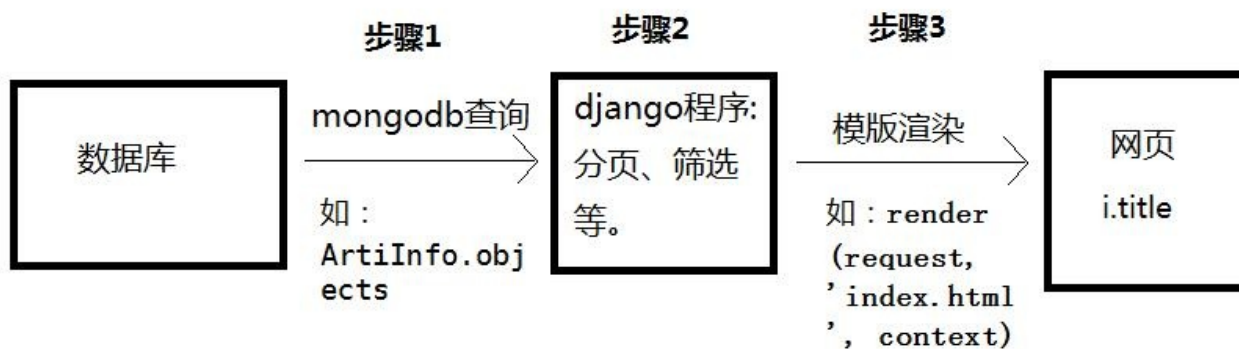 步骤1
步骤2
步骤3
数据库
mongodb查询
如：
ArtiInfo.obj
ects
django程序:
分页、筛选
等。
模版渲染
如：render
(request,
'index.html
', context)
网页
i.title